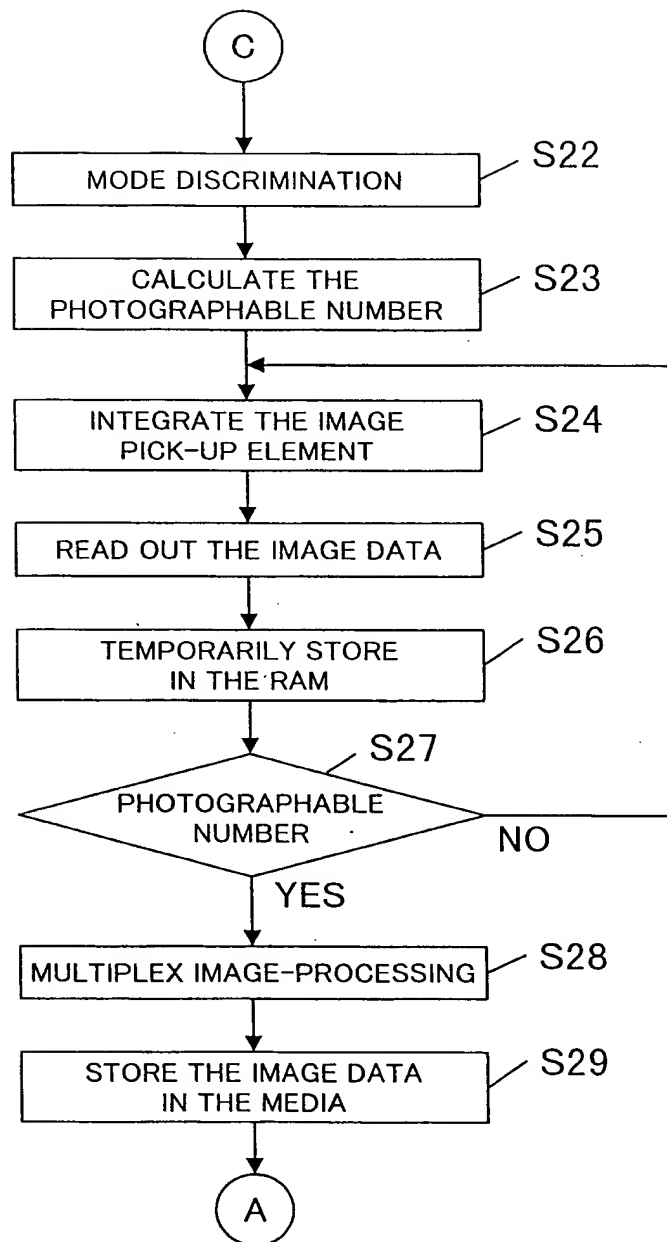 C
MODE DISCRIMINATION
S22
CALCULATE THE
PHOTOGRAPHABLE NUMBER
S23
INTEGRATE THE IMAGE
PICK-UP ELEMENT
S24
READ OUT THE IMAGE DATA
S25
TEMPORARILY STORE
IN THE RAM
S26
S27
PHOTOGRAPHABLE
NUMBER
NO
YES
MULTIPLEX IMAGE-PROCESSING
S28
STORE THE IMAGE DATA
IN THE MEDIA
S29
A